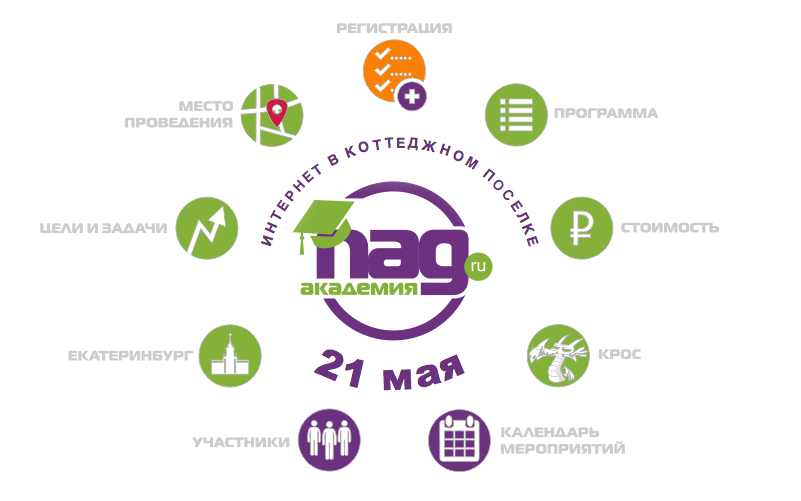 РЕГИСТРАЦИЯ
МЕСТО
ПРОВЕДЕНИЯ
ПРОГРАММА
ИНТЕРНЕТ В КОТТЕДЖНОМ ПОСЕЛКЕ
ЦЕЛИ И ЗАДАЧИ
СТОИМОСТЬ
nag
ru
академия
ЕКАТЕРИНБУРГ
КРОС
21 мая
УЧАСТНИКИ
КАЛЕНДАРЬ
МЕРОПРИЯТИЙ